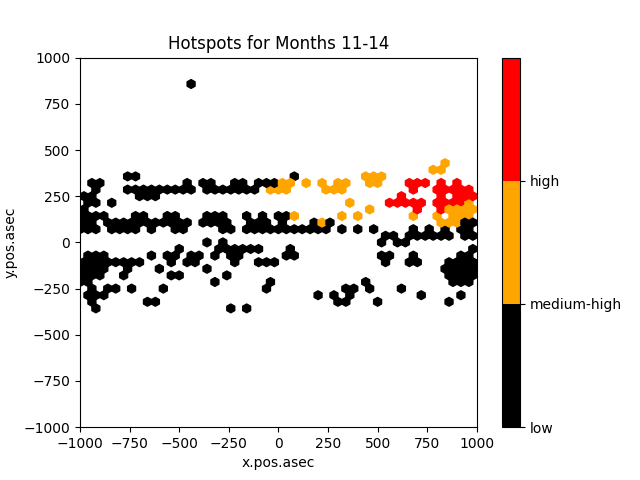 Hotspots for Months 11-14
1000
750
500
250
0
−250
−500
−750
−1000
y.pos.asec
−1000 −750 −500 −250 0 250 500 750 1000
x.pos.asec
high
medium-high
low